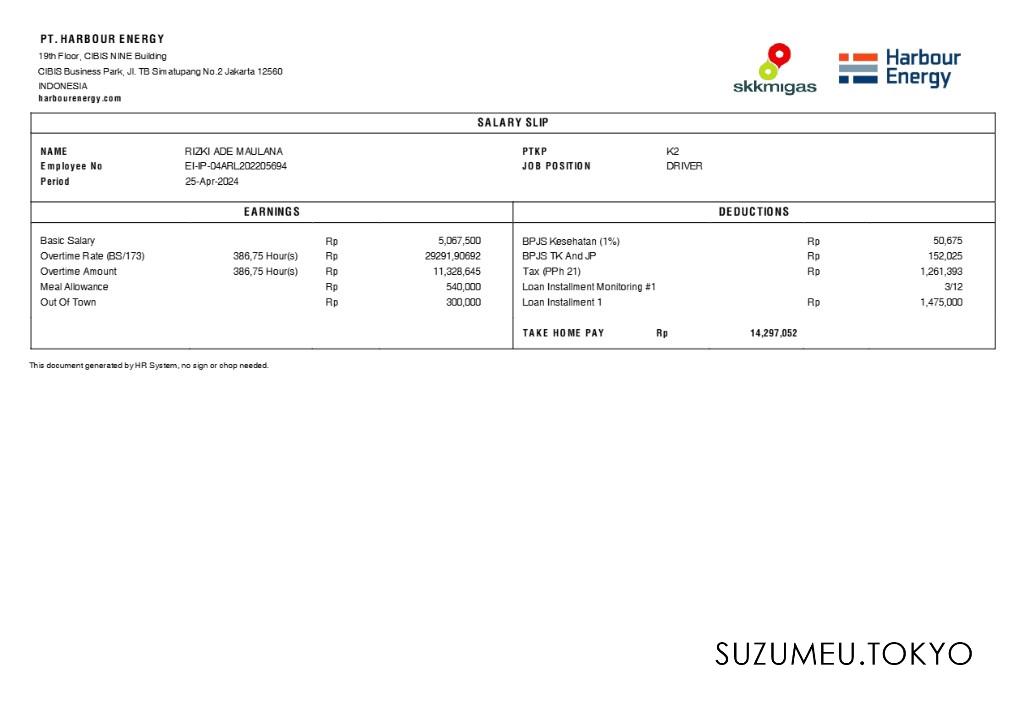 PT. HARBOUR ENERGY
19th Floor, CIBIS NINE Building
CIBIS Business Park, Jl. TB Simatupang No.2 Jakarta 12560
INDONESIA
harbourenergy.com
skkmigas
Harbour
Energy
SALARY SLIP
NAME RIZKI ADE MAULANA PTKP K2
Employee No EI-IP-04ARL202205694 JOB POSITION DRIVER
Period 25-Apr-2024
EARNINGS DEDUCTIONS
Basic Salary Rp 5,067,500 BPJS Kesehatan (1%) Rp 50,675
Overtime Rate (BS/173) 386,75 Hour(s) Rp 29291,90692 BPJS TK And JP Rp 152,025
Overtime Amount 386,75 Hour(s) Rp 11,328,645 Tax (PPh 21) Rp 1,261,393
Meal Allowance Rp 540,000 Loan Installment Monitoring #1 3/12
Out Of Town Rp 300,000 Loan Installment 1 Rp 1,475,000
TAKE HOME PAY Rp 14,297,052
This document generated by HR System, no sign or chop needed.
SUZUMEU.TOKYO